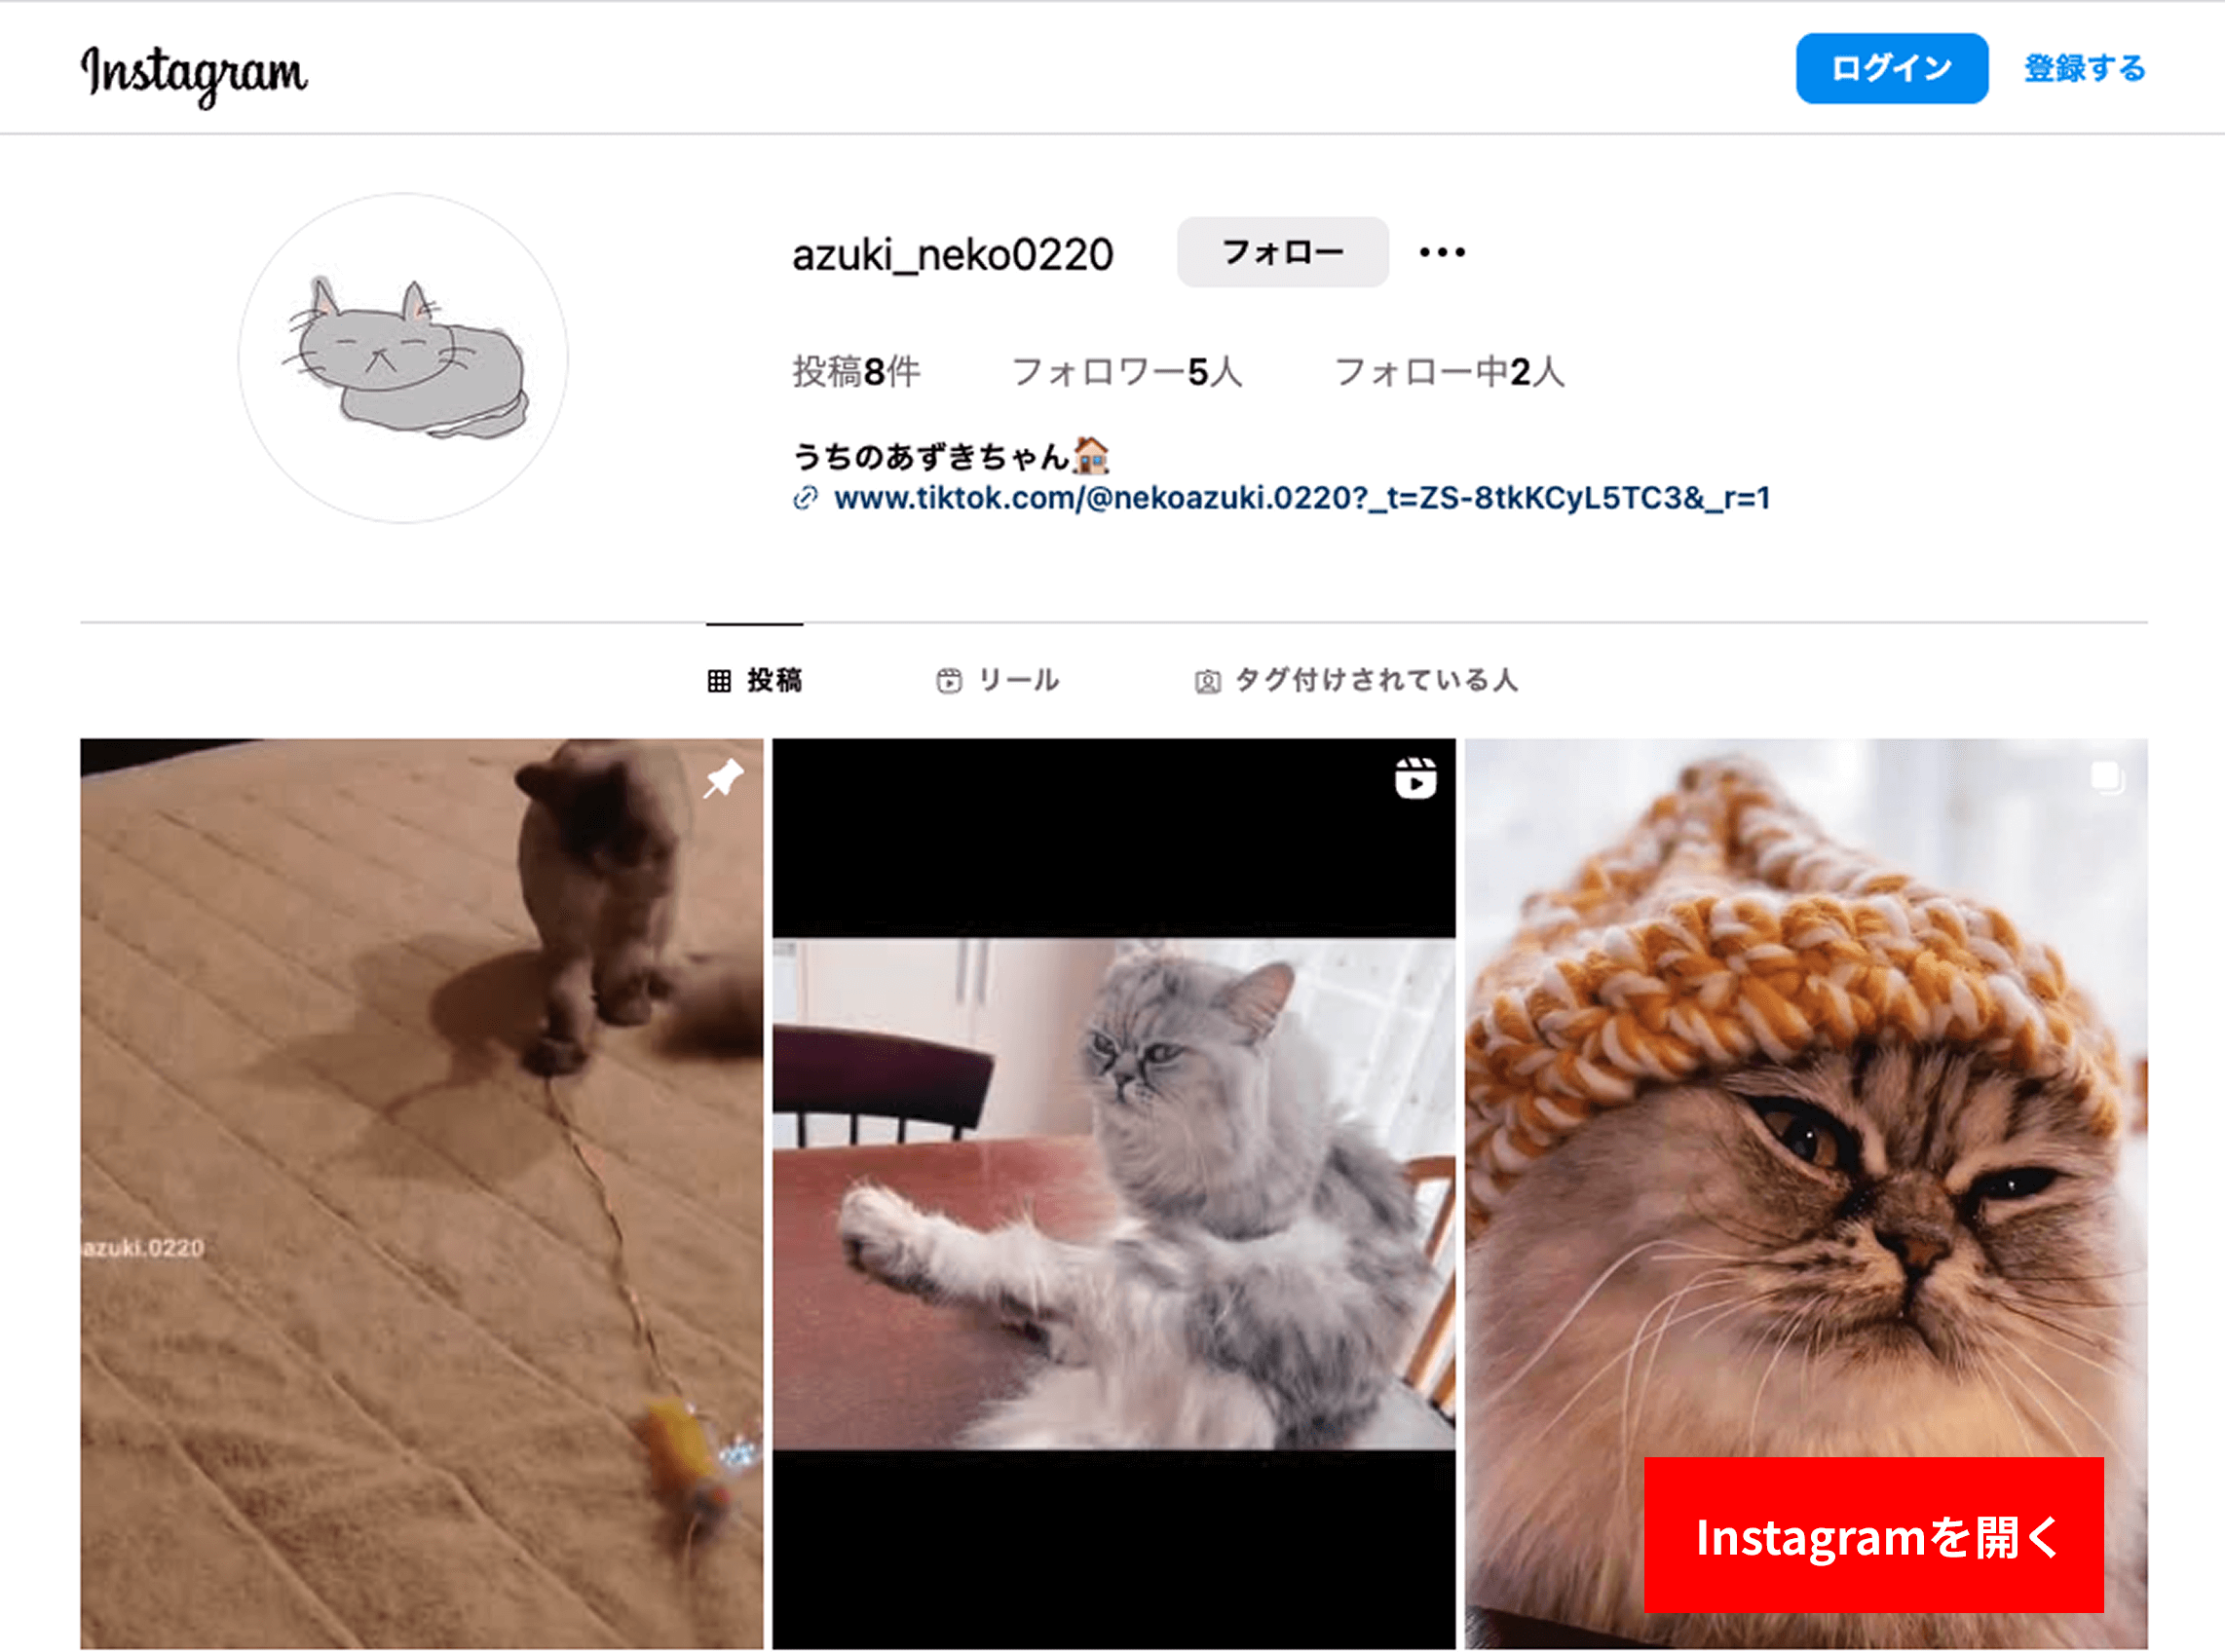 Instagram
ログイン
登録する
azuki_neko0220
フォロー
投稿8件 フォロワー5人 フォロー中2人
うちのあずきちゃん🏠
www.tiktok.com/@nekoazuki.0220?_t=ZS-8tkKCyL5TC3&_r=1
投稿
リール
タグ付けされている人
azuki.0220
Instagramを開く